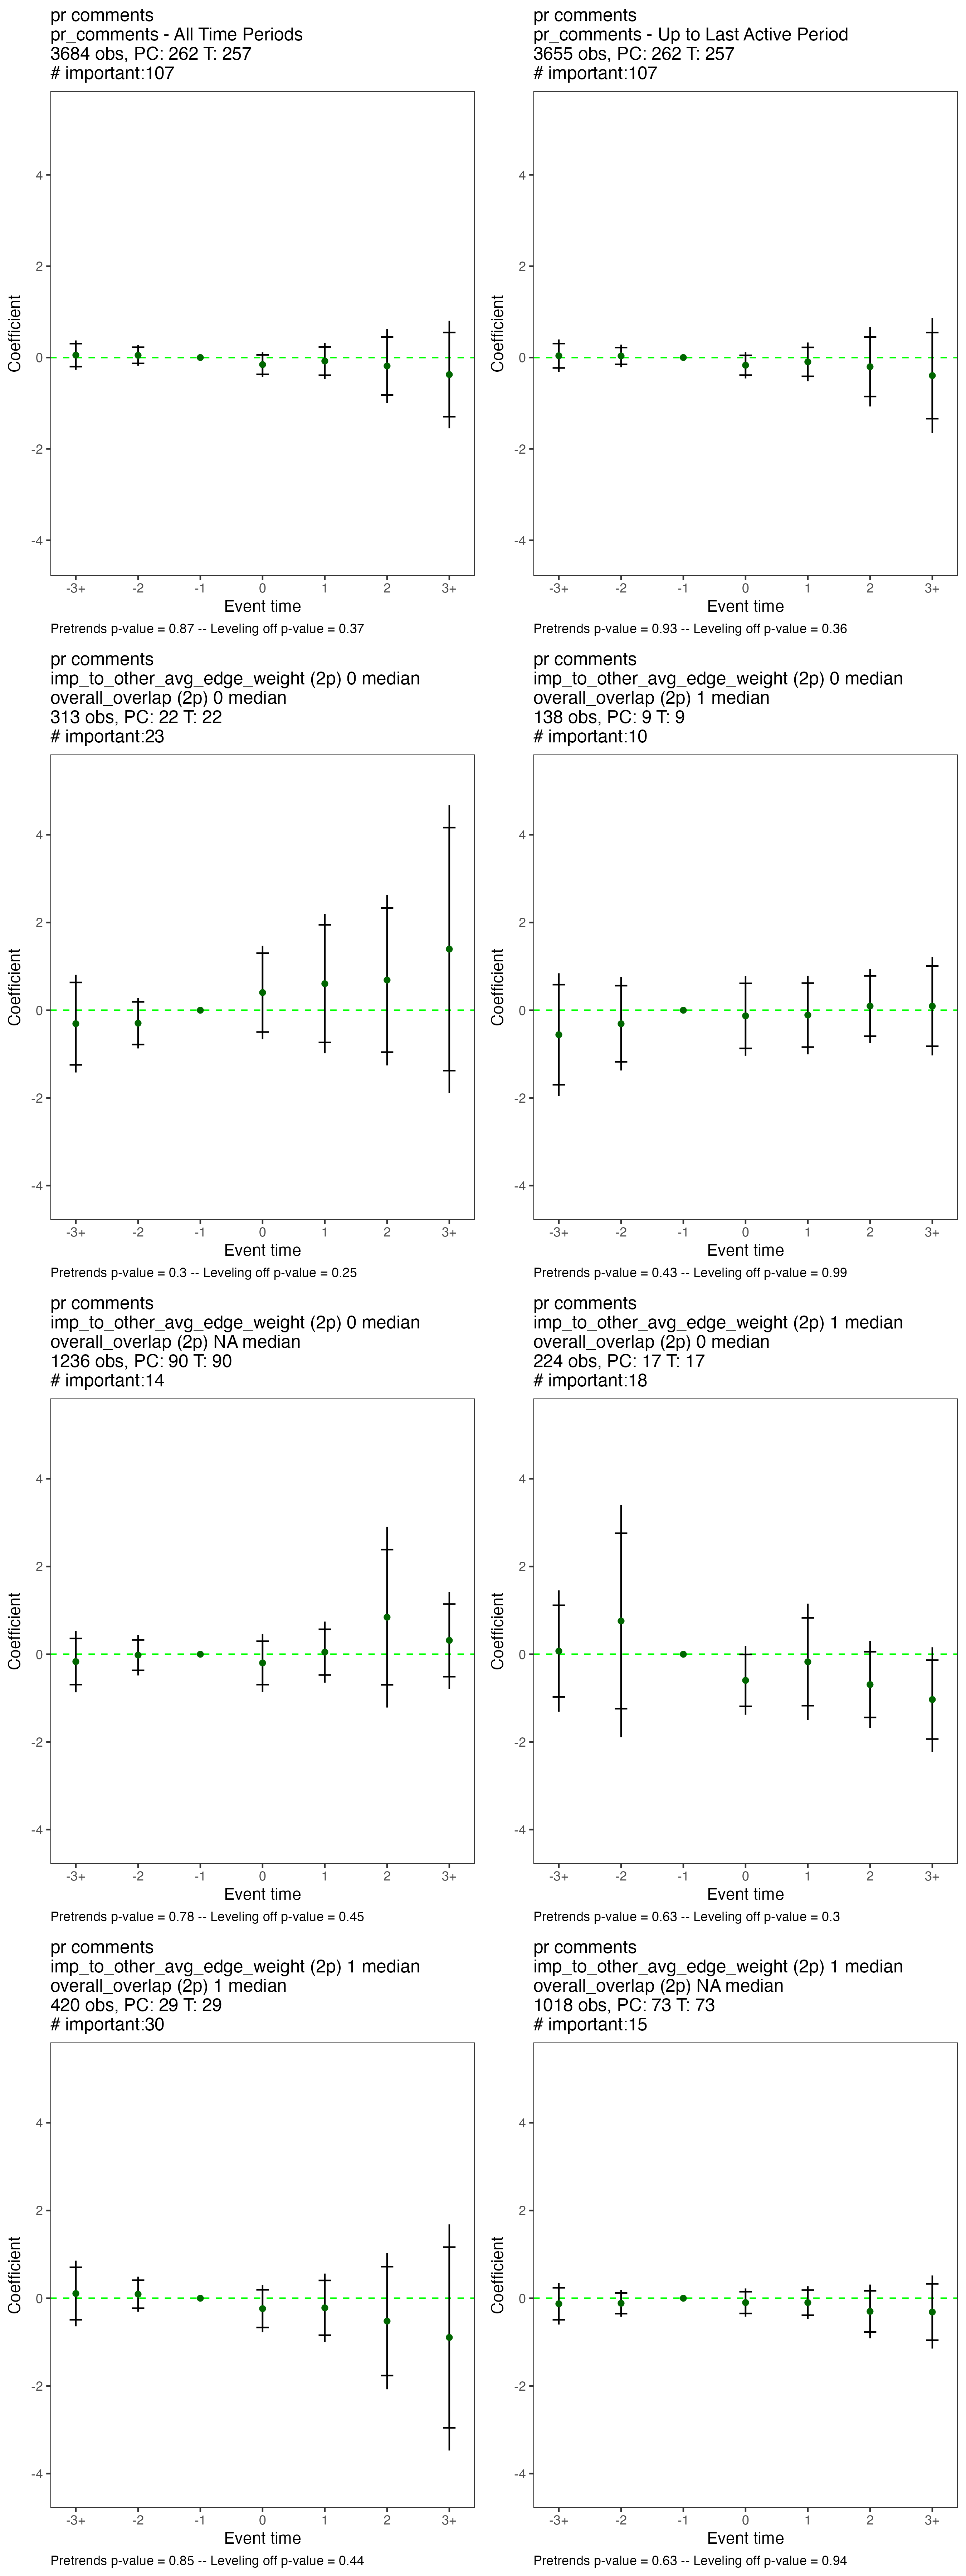 pr comments
pr_comments - All Time Periods
3684 obs, PC: 262 T: 257
# important:107
4
2
0
-2
-4
Coefficient
-3+ -2 -1 0 1 2 3+
Event time
Pretrends p-value = 0.87 -- Leveling off p-value = 0.37
pr comments
pr_comments - Up to Last Active Period
3655 obs, PC: 262 T: 257
# important:107
4
2
0
-2
-4
Coefficient
-3+ -2 -1 0 1 2 3+
Event time
Pretrends p-value = 0.93 -- Leveling off p-value = 0.36
pr comments
imp_to_other_avg_edge_weight (2p) 0 median
overall_overlap (2p) 0 median
313 obs, PC: 22 T: 22
# important:23
4
2
0
-2
-4
Coefficient
-3+ -2 -1 0 1 2 3+
Event time
Pretrends p-value = 0.3 -- Leveling off p-value = 0.25
pr comments
imp_to_other_avg_edge_weight (2p) 0 median
overall_overlap (2p) 1 median
138 obs, PC: 9 T: 9
# important:10
4
2
0
-2
-4
Coefficient
-3+ -2 -1 0 1 2 3+
Event time
Pretrends p-value = 0.43 -- Leveling off p-value = 0.99
pr comments
imp_to_other_avg_edge_weight (2p) 0 median
overall_overlap (2p) NA median
1236 obs, PC: 90 T: 90
# important:14
4
2
0
-2
-4
Coefficient
-3+ -2 -1 0 1 2 3+
Event time
Pretrends p-value = 0.78 -- Leveling off p-value = 0.45
pr comments
imp_to_other_avg_edge_weight (2p) 1 median
overall_overlap (2p) 0 median
224 obs, PC: 17 T: 17
# important:18
4
2
0
-2
-4
Coefficient
-3+ -2 -1 0 1 2 3+
Event time
Pretrends p-value = 0.63 -- Leveling off p-value = 0.3
pr comments
imp_to_other_avg_edge_weight (2p) 1 median
overall_overlap (2p) 1 median
420 obs, PC: 29 T: 29
# important:30
4
2
0
-2
-4
Coefficient
-3+ -2 -1 0 1 2 3+
Event time
Pretrends p-value = 0.85 -- Leveling off p-value = 0.44
pr comments
imp_to_other_avg_edge_weight (2p) 1 median
overall_overlap (2p) NA median
1018 obs, PC: 73 T: 73
# important:15
4
2
0
-2
-4
Coefficient
-3+ -2 -1 0 1 2 3+
Event time
Pretrends p-value = 0.63 -- Leveling off p-value = 0.94